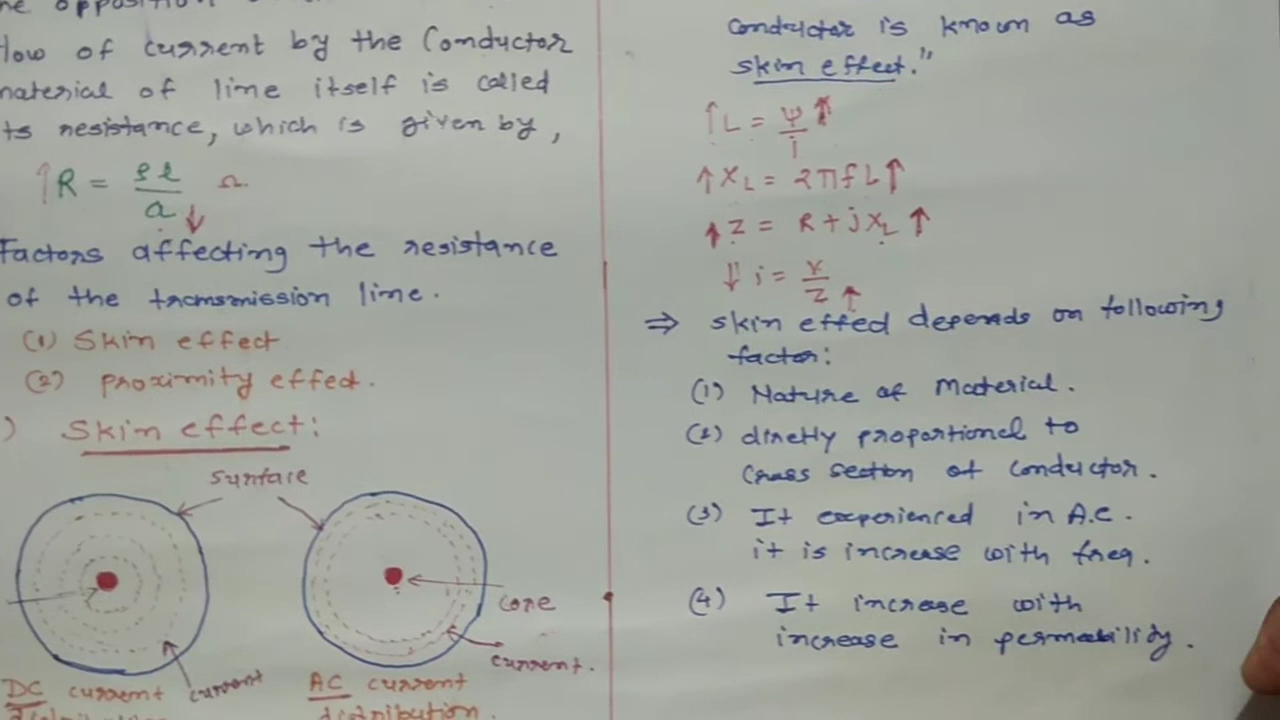 opposition
flow of current by the Conductor
material of line itself is called
its resistance, which is given by,
↑R = ρl/a↓ Ω
Factors affecting the resistance
of the transmission line.
(1) Skin effect
(2) Proximity effect.
) Skin effect:
surface
core
current.
current
DC current
AC current
distribution.
conductor is known as
skin effect."
↑L = ψ↑/i
↑XL = 2πfL↑
↑Z = R + jXL↑
↓i = V/Z↑
⇒ skin effed depends on following
factor:
(1) Nature of Material.
(2) directly proportional to
Cross section of conductor.
(3) It experienced in A.C.
it is increase with freq.
(4) It increase with
increase in permeability.